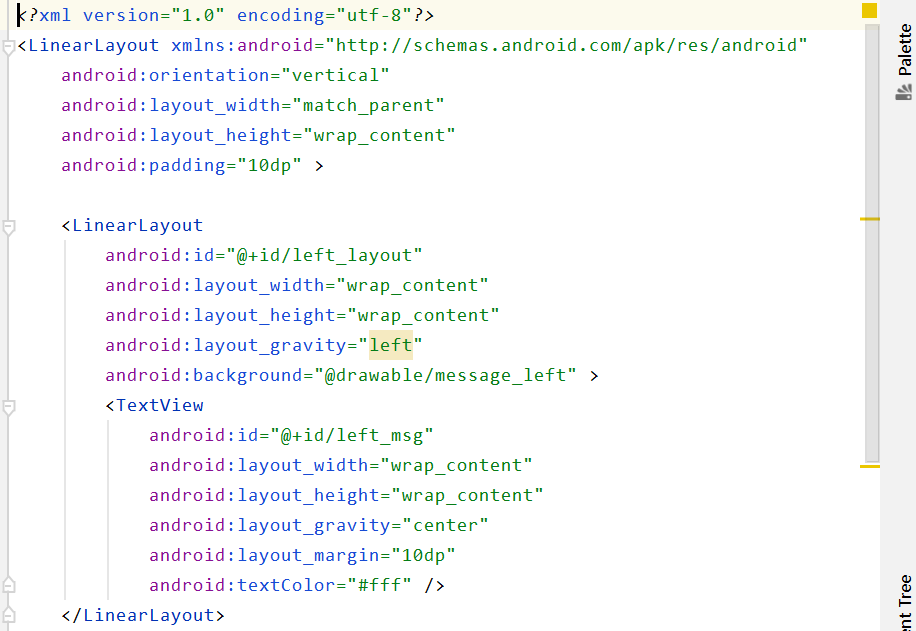 <?xml version="1.0" encoding="utf-8"?>
<LinearLayout xmlns:android="http://schemas.android.com/apk/res/android"
    android:orientation="vertical"
    android:layout_width="match_parent"
    android:layout_height="wrap_content"
    android:padding="10dp" >

    <LinearLayout
        android:id="@+id/left_layout"
        android:layout_width="wrap_content"
        android:layout_height="wrap_content"
        android:layout_gravity="left"
        android:background="@drawable/message_left" >
        <TextView
            android:id="@+id/left_msg"
            android:layout_width="wrap_content"
            android:layout_height="wrap_content"
            android:layout_gravity="center"
            android:layout_margin="10dp"
            android:textColor="#fff" />
    </LinearLayout>
Palette
nt Tree